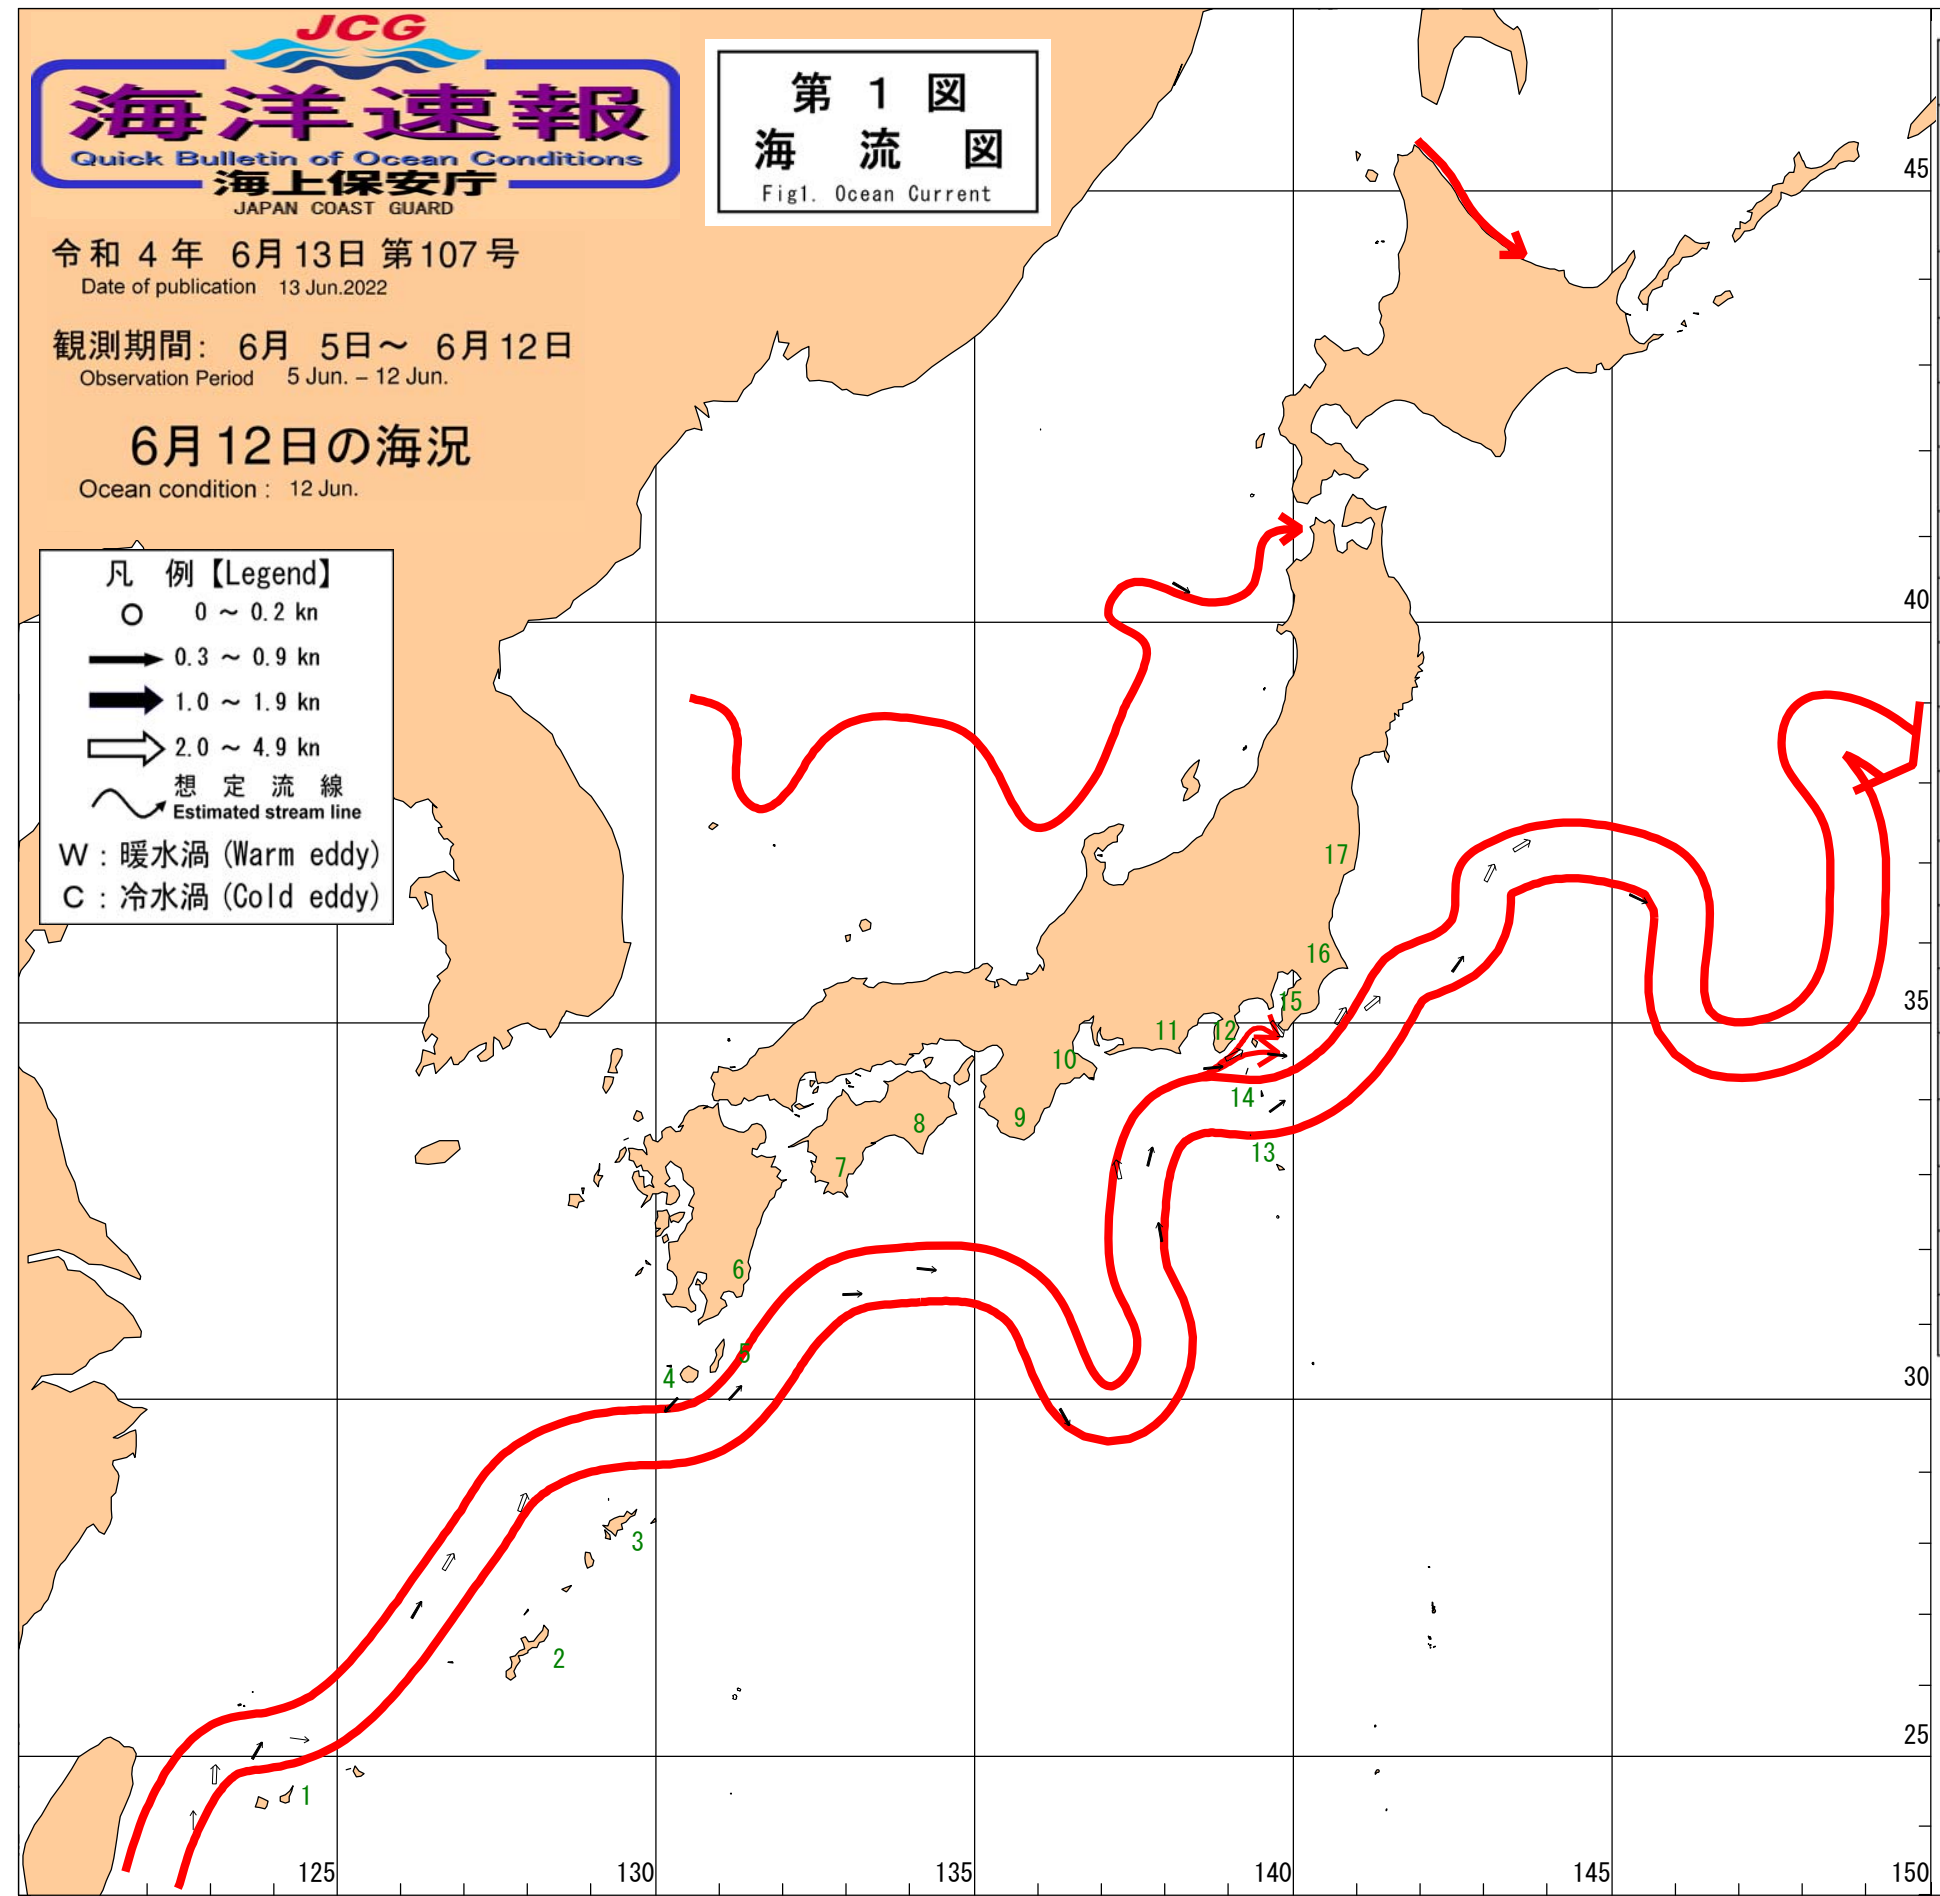 JCG
海洋速報
Quick Bulletin of Ocean Conditions
海上保安庁
JAPAN COAST GUARD
第 1 図
海 流 図
Fig1. Ocean Current
令和 4 年 6月13日 第107号
Date of publication 13 Jun.2022
観測期間: 6月 5日～ 6月12日
Observation Period 5 Jun. – 12 Jun.
6月12日の海況
Ocean condition : 12 Jun.
凡 例【Legend】
0 ～ 0.2 kn
0.3 ～ 0.9 kn
1.0 ～ 1.9 kn
2.0 ～ 4.9 kn
想 定 流 線
Estimated stream line
W : 暖水渦 (Warm eddy)
C : 冷水渦 (Cold eddy)
45
40
35
30
25
17
16
15
12
11
10
14
13
9
8
7
6
5
4
3
2
1
125
130
135
140
145
150